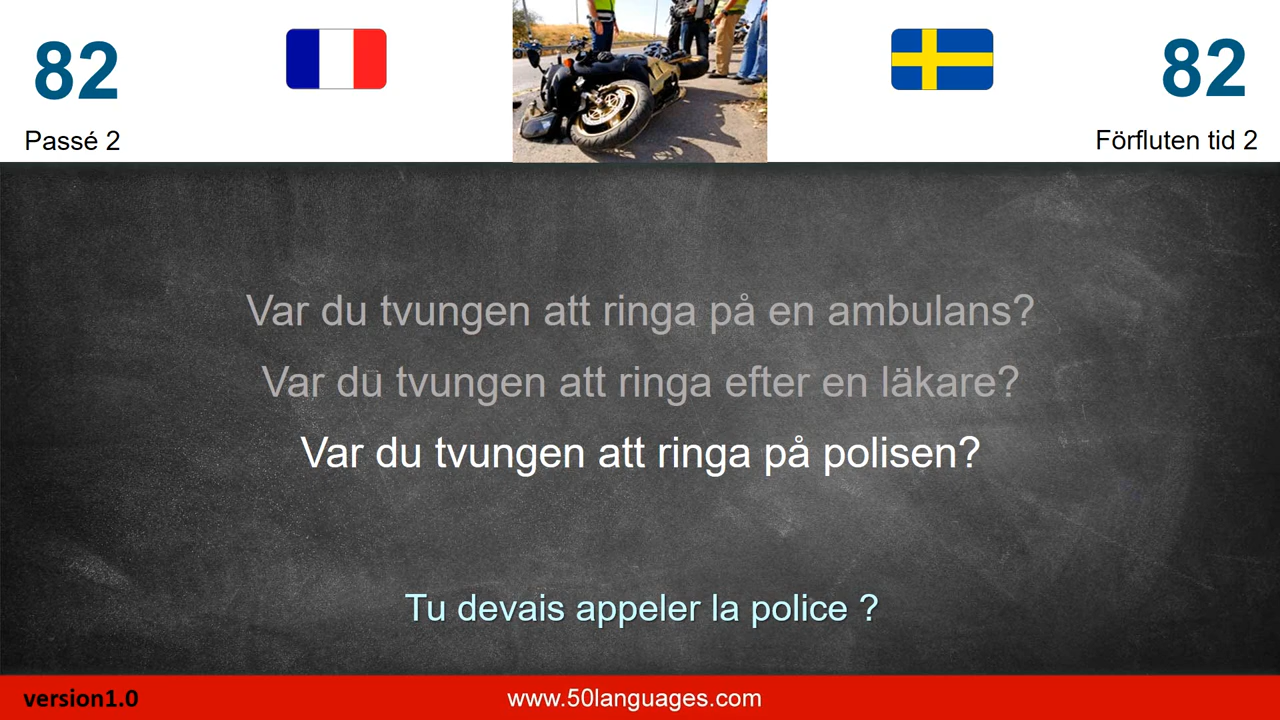 82
82
Passé 2
Förfluten tid 2
Var du tvungen att ringa på en ambulans?
Var du tvungen att ringa efter en läkare?
Var du tvungen att ringa på polisen?
Tu devais appeler la police ?
version1.0
www.50languages.com